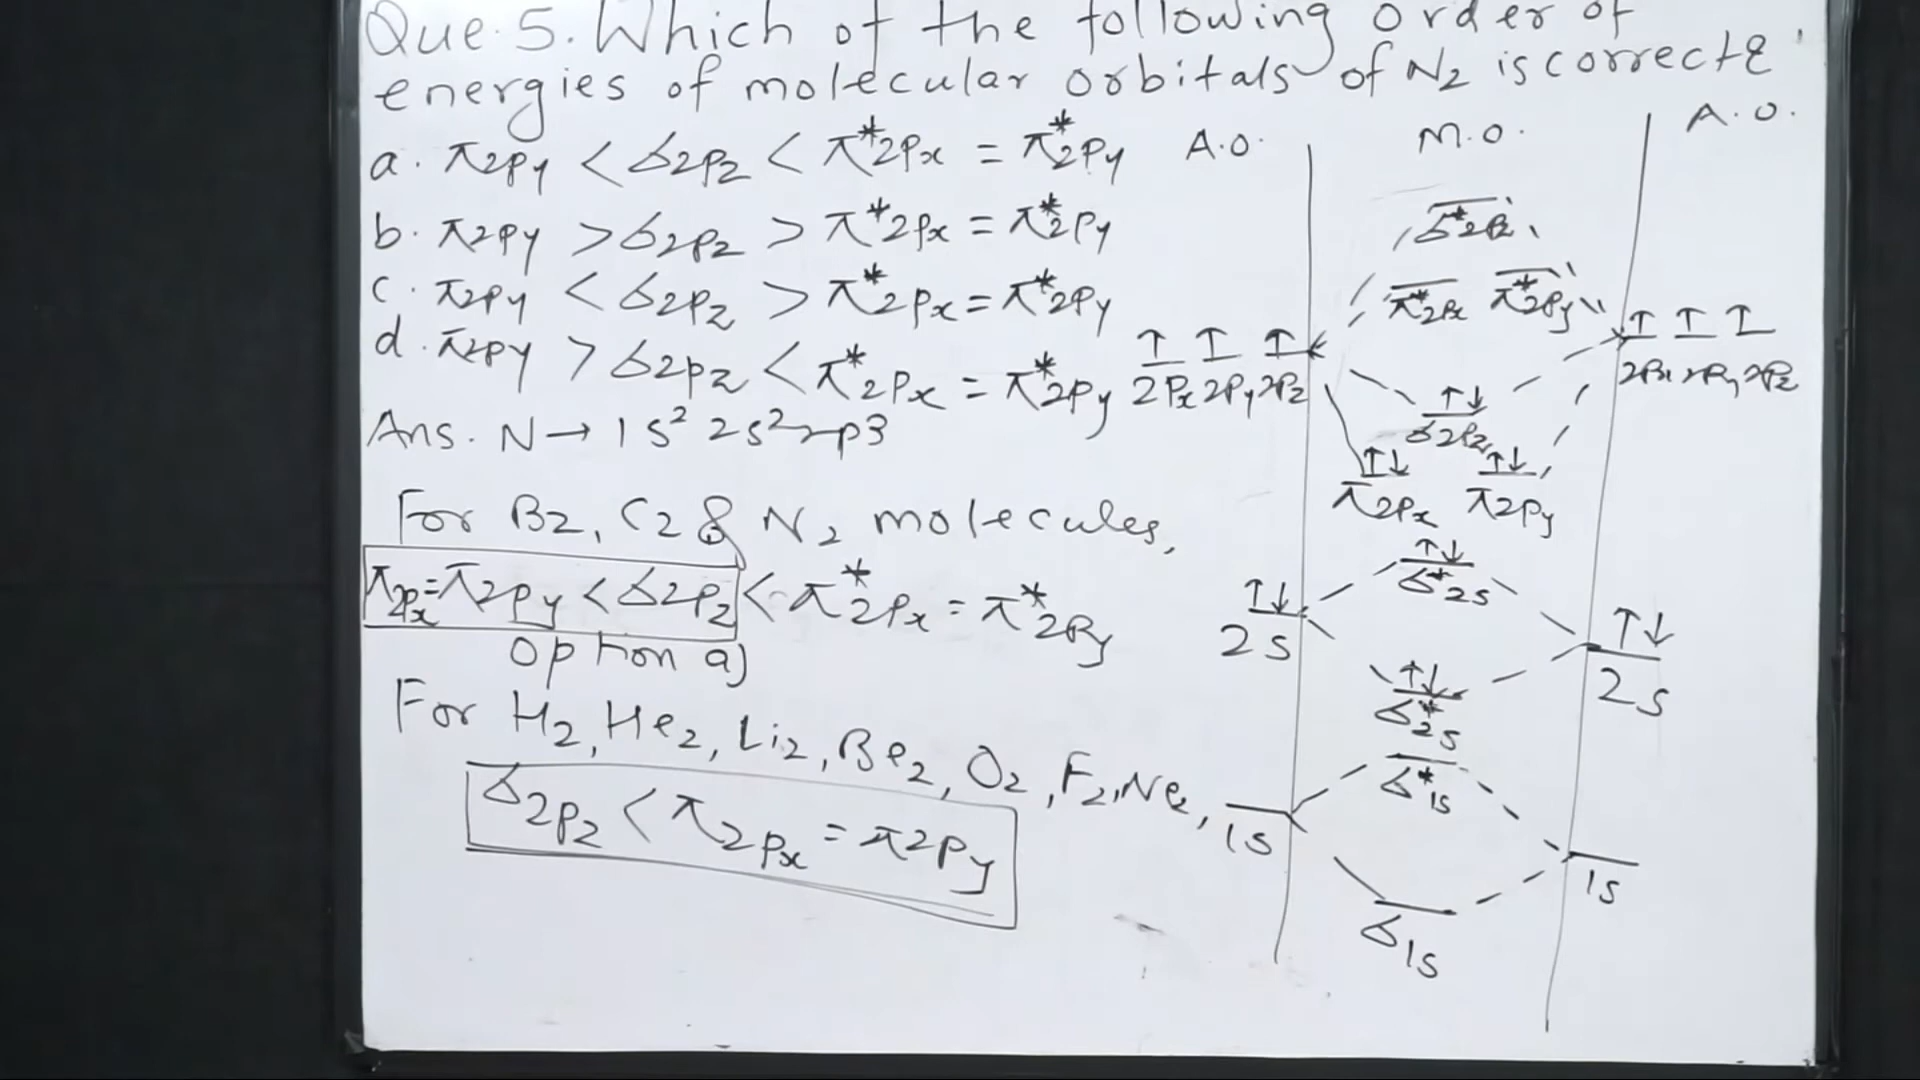 Que.5. Which of the following order of
energies of molecular orbitals of N2 is correct?
a. π2py < σ2pz < π*2px = π*2py
b. π2py > σ2pz > π*2px = π*2py
c. π2py < σ2pz > π*2px = π*2py
d. π2py > σ2pz < π*2px = π*2py
Ans. N → 1s² 2s² 2p3
For B2, C2 & N2 molecules,
π2px = π2py < σ2pz < π*2px = π*2py
option a)
For H2, He2, Li2, Be2, O2, F2, Ne2,
σ2pz < π2px = π2py
A.O. M.O. A.O.
σ*2pz
π*2px π*2py
↑ ↑ ↑ ↑ ↑ ↑
2px 2py 2pz 2px 2py 2pz
↑↓
σ2pz
↑↓ ↑↓
π2px π2py
↑↓
σ*2s
↑↓ ↑↓
2s 2s
↑↓
σ*2s
σ*1s
1s 1s
σ1s